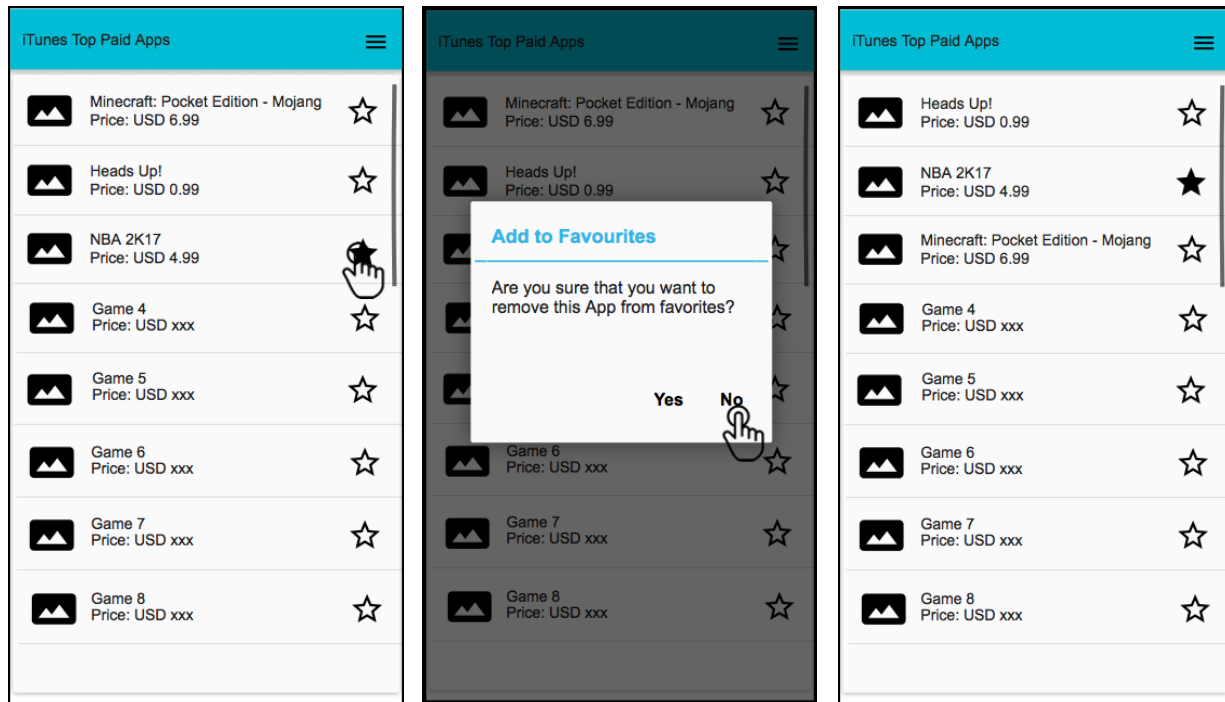 iTunes Top Paid Apps
Minecraft: Pocket Edition - Mojang
Price: USD 6.99
Heads Up!
Price: USD 0.99
NBA 2K17
Price: USD 4.99
Game 4
Price: USD xxx
Game 5
Price: USD xxx
Game 6
Price: USD xxx
Game 7
Price: USD xxx
Game 8
Price: USD xxx
iTunes Top Paid Apps
Minecraft: Pocket Edition - Mojang
Price: USD 6.99
Heads Up!
Price: USD 0.99
Add to Favourites
Are you sure that you want to
remove this App from favorites?
Yes No
Game 6
Price: USD xxx
Game 7
Price: USD xxx
Game 8
Price: USD xxx
iTunes Top Paid Apps
Heads Up!
Price: USD 0.99
NBA 2K17
Price: USD 4.99
Minecraft: Pocket Edition - Mojang
Price: USD 6.99
Game 4
Price: USD xxx
Game 5
Price: USD xxx
Game 6
Price: USD xxx
Game 7
Price: USD xxx
Game 8
Price: USD xxx